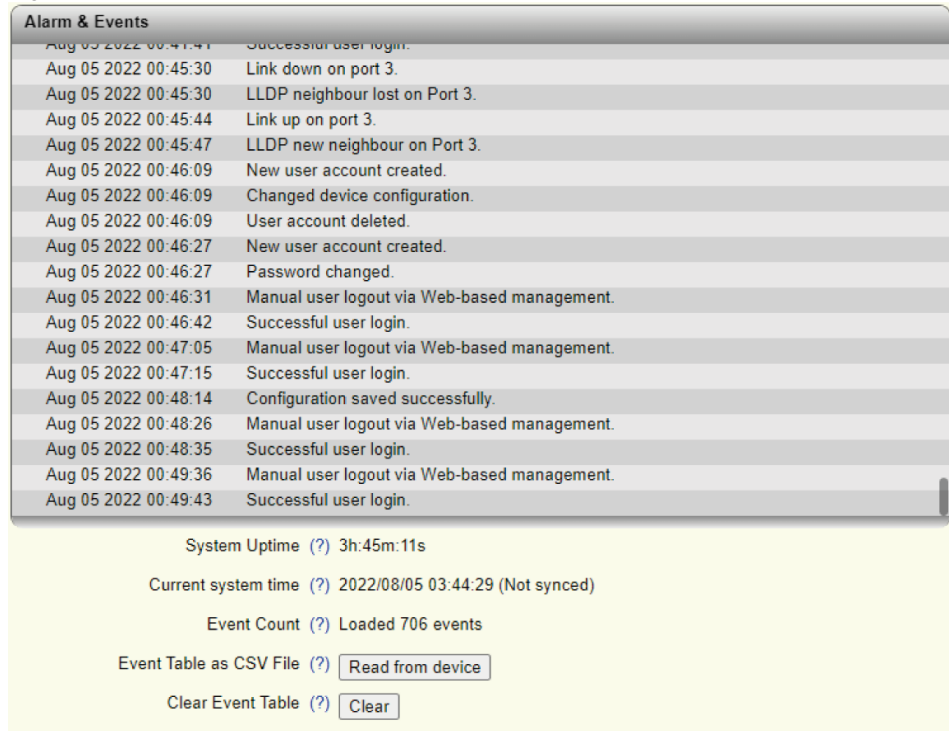 Alarm & Events
Aug 05 2022 00:41:41 Successful user login.
Aug 05 2022 00:45:30 Link down on port 3.
Aug 05 2022 00:45:30 LLDP neighbour lost on Port 3.
Aug 05 2022 00:45:44 Link up on port 3.
Aug 05 2022 00:45:47 LLDP new neighbour on Port 3.
Aug 05 2022 00:46:09 New user account created.
Aug 05 2022 00:46:09 Changed device configuration.
Aug 05 2022 00:46:09 User account deleted.
Aug 05 2022 00:46:27 New user account created.
Aug 05 2022 00:46:27 Password changed.
Aug 05 2022 00:46:31 Manual user logout via Web-based management.
Aug 05 2022 00:46:42 Successful user login.
Aug 05 2022 00:47:05 Manual user logout via Web-based management.
Aug 05 2022 00:47:15 Successful user login.
Aug 05 2022 00:48:14 Configuration saved successfully.
Aug 05 2022 00:48:26 Manual user logout via Web-based management.
Aug 05 2022 00:48:35 Successful user login.
Aug 05 2022 00:49:36 Manual user logout via Web-based management.
Aug 05 2022 00:49:43 Successful user login.
System Uptime (?) 3h:45m:11s
Current system time (?) 2022/08/05 03:44:29 (Not synced)
Event Count (?) Loaded 706 events
Event Table as CSV File (?) Read from device
Clear Event Table (?) Clear